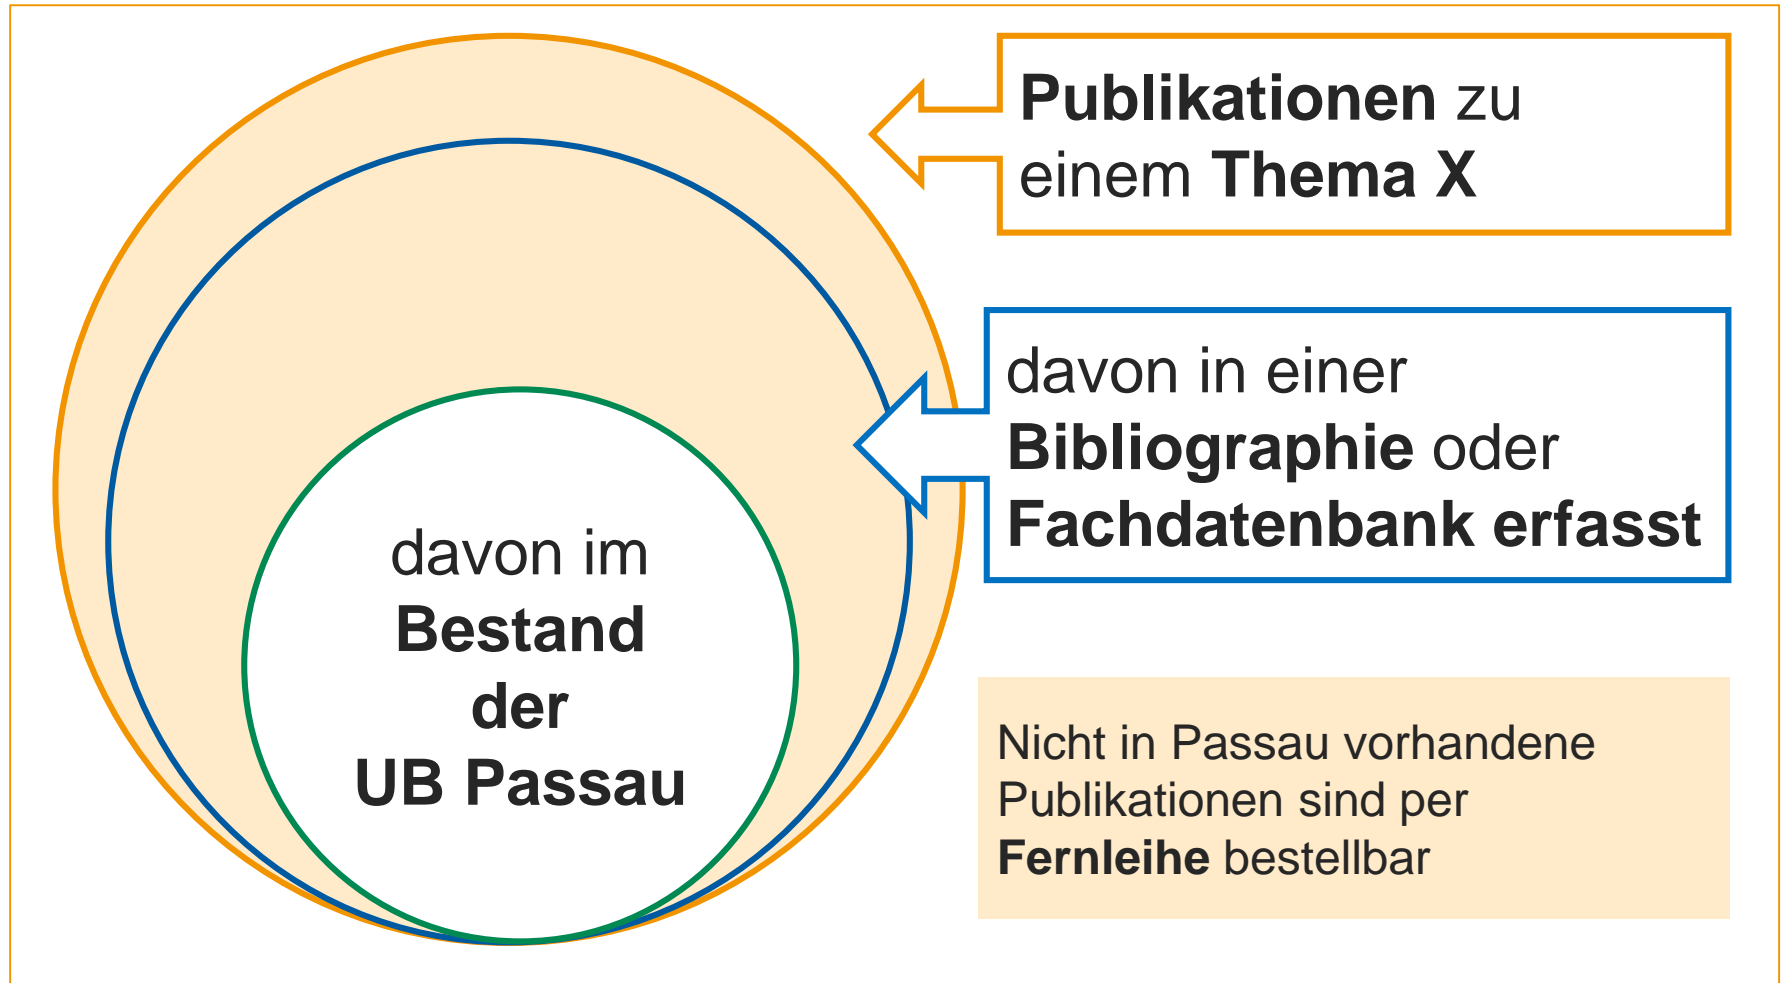 Publikationen zu
einem Thema X
davon in einer
Bibliographie oder
Fachdatenbank erfasst
davon im
Bestand
der
UB Passau
Nicht in Passau vorhandene
Publikationen sind per
Fernleihe bestellbar